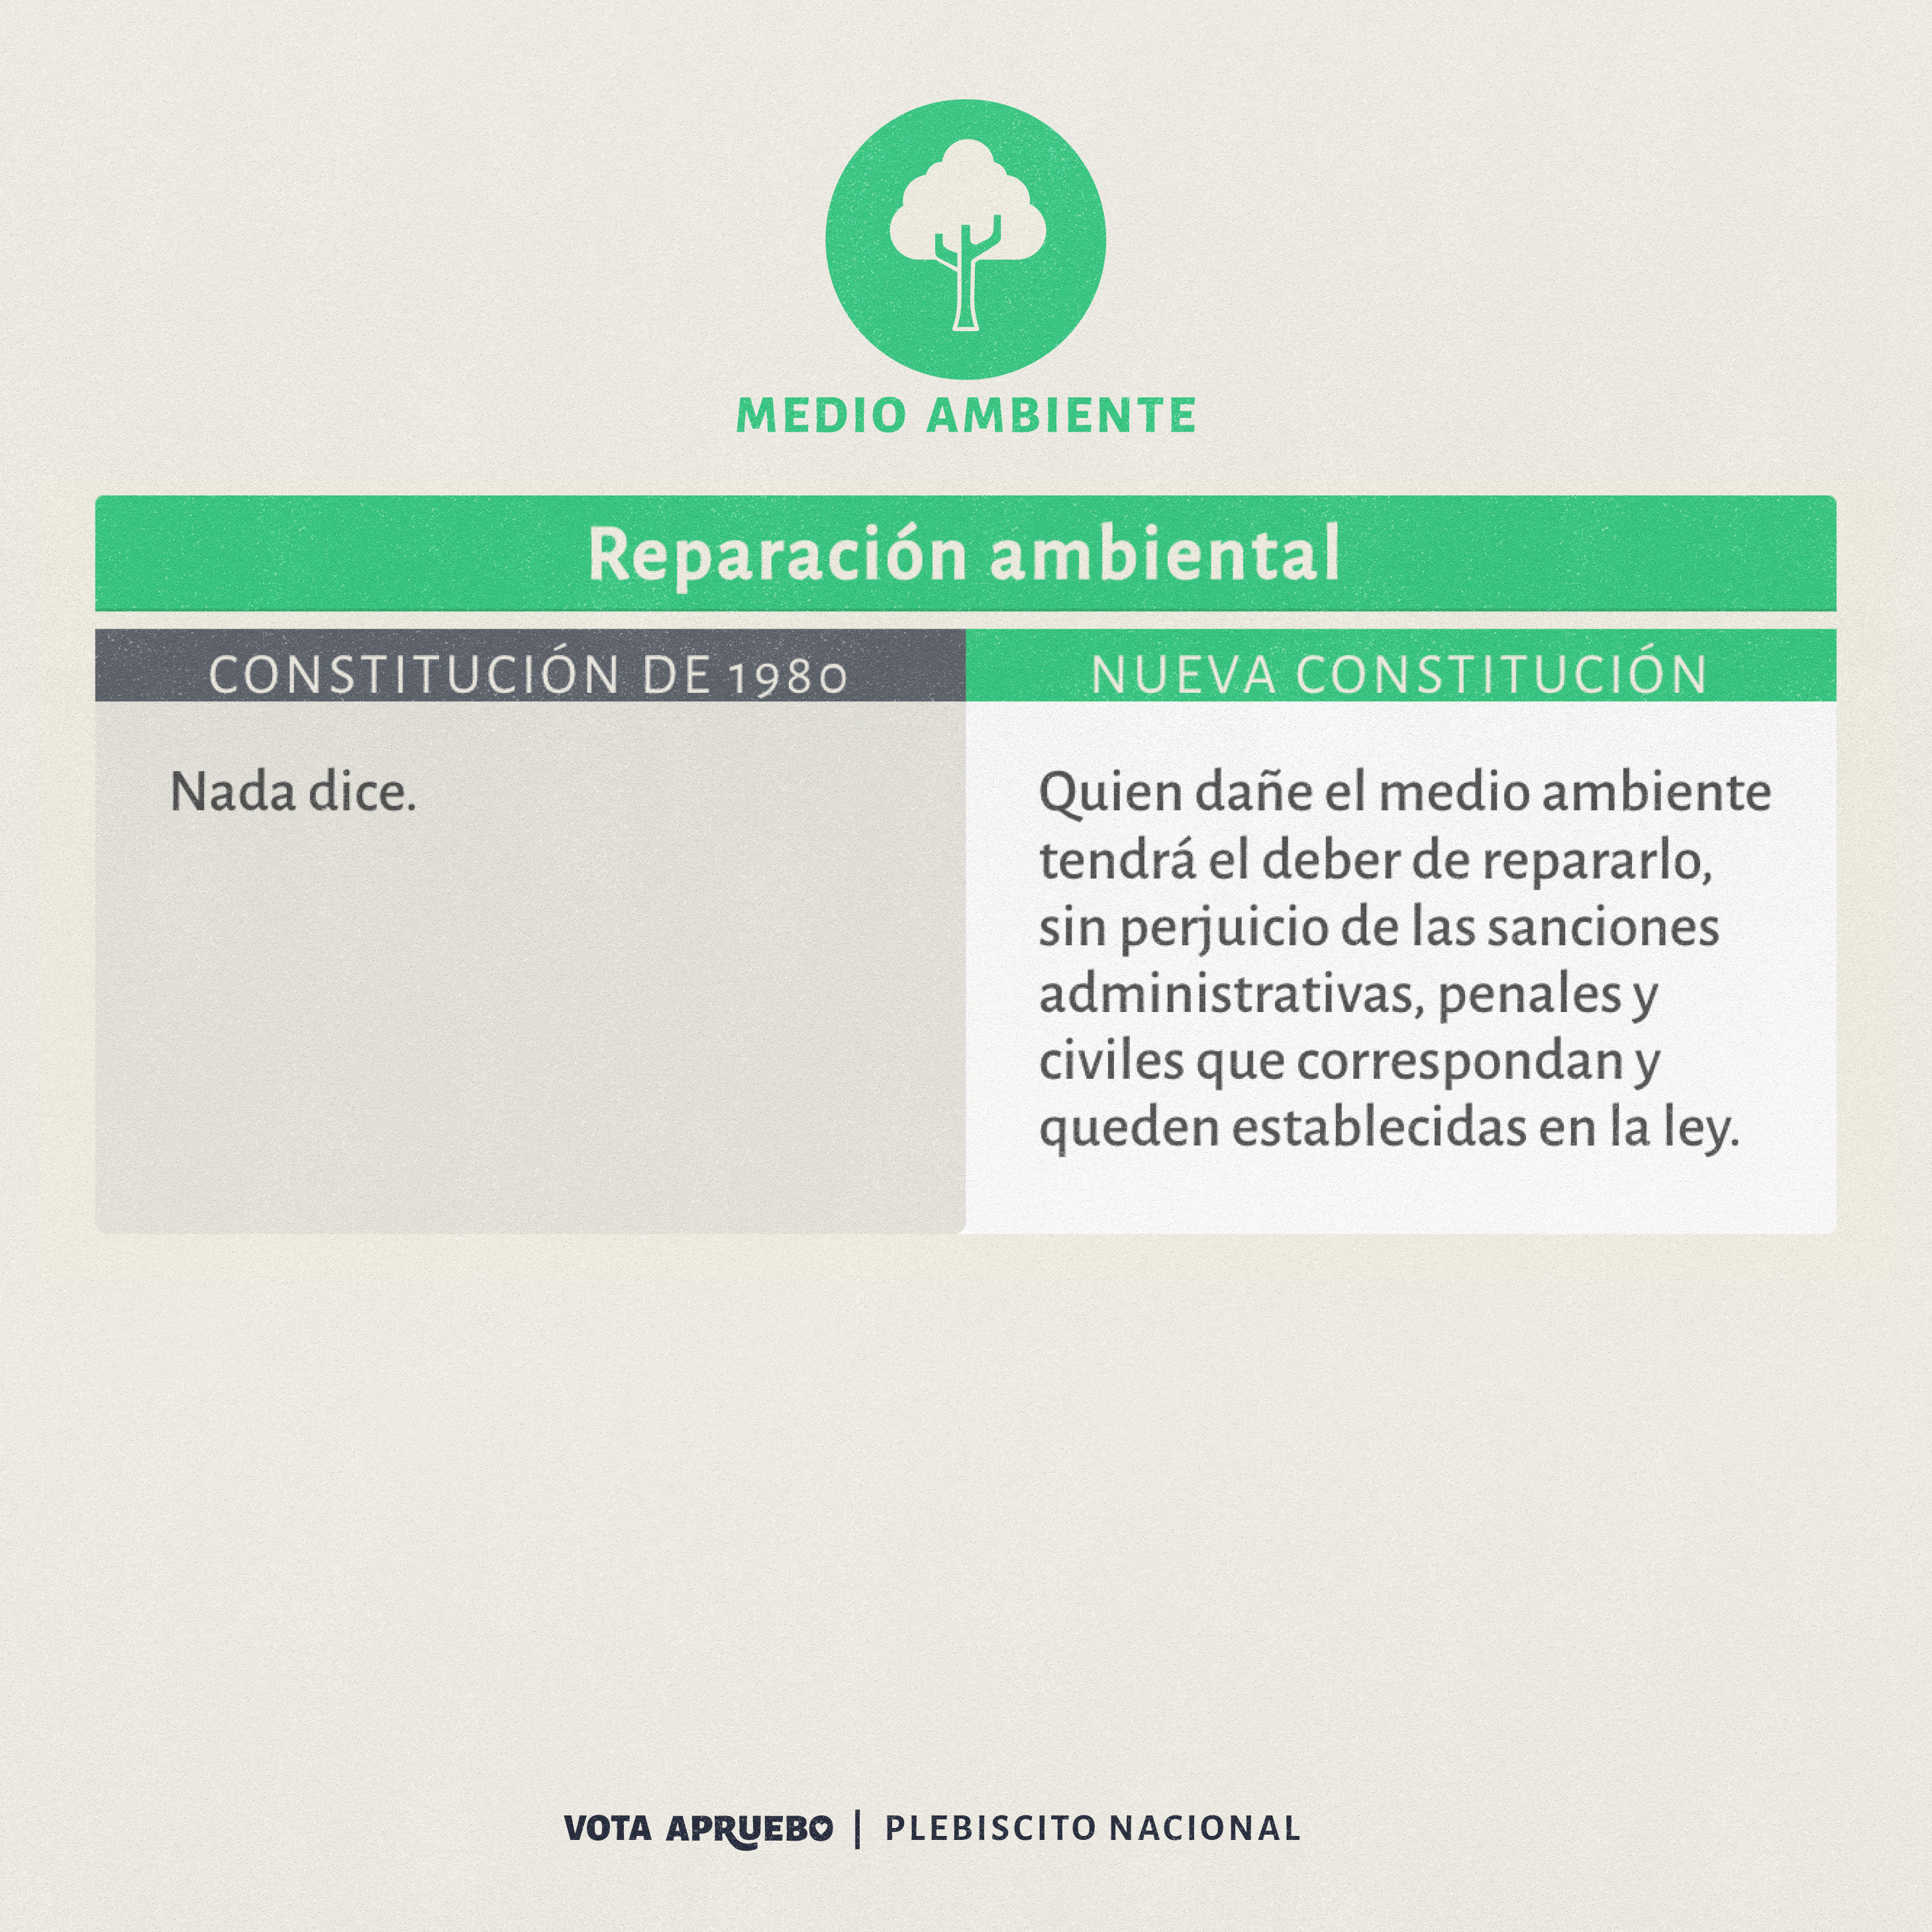 MEDIO AMBIENTE
Reparación ambiental
CONSTITUCIÓN DE 1980
Nada dice.
NUEVA CONSTITUCIÓN
Quien dañe el medio ambiente
tendrá el deber de repararlo,
sin perjuicio de las sanciones
administrativas, penales y
civiles que correspondan y
queden establecidas en la ley.
VOTA APRUEBO | PLEBISCITO NACIONAL